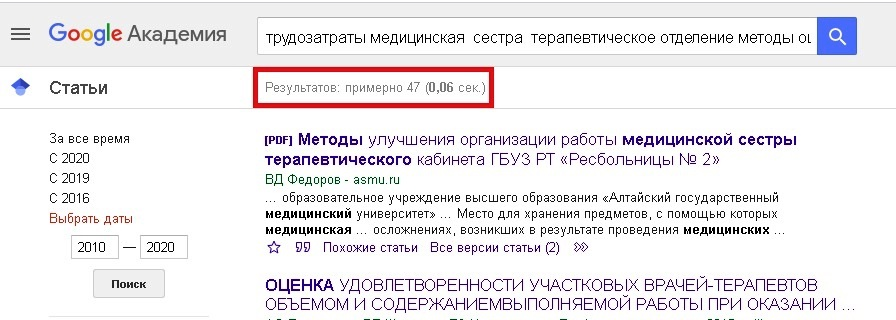 Google Академия
трудозатраты медицинская сестра терапевтическое отделение методы оц
Статьи
Результатов: примерно 47 (0,06 сек.)
За все время
С 2020
С 2019
С 2016
Выбрать даты
2010 — 2020
Поиск
[PDF] Методы улучшения организации работы медицинской сестры
терапевтического кабинета ГБУЗ РТ «Ресбольницы № 2»
ВД Федоров - asmu.ru
... образовательное учреждение высшего образования «Алтайский государственный
медицинский университет» ... Место для хранения предметов, с помощью которых
медицинская ... осложнениях, возникших в результате проведения медицинских ...
Похожие статьи Все версии статьи (2)
ОЦЕНКА УДОВЛЕТВОРЕННОСТИ УЧАСТКОВЫХ ВРАЧЕЙ-ТЕРАПЕВТОВ
ОБЪЕМОМ И СОДЕРЖАНИЕМВЫПОЛНЯЕМОЙ РАБОТЫ ПРИ ОКАЗАНИИ ...